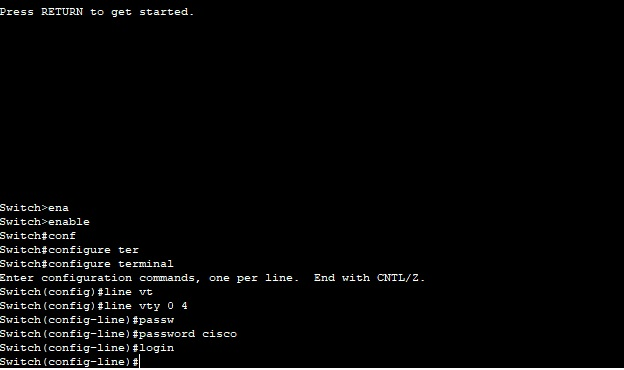 Press RETURN to get started.
Switch>ena
Switch>enable
Switch#conf
Switch#configure ter
Switch#configure terminal
Enter configuration commands, one per line.  End with CNTL/Z.
Switch(config)#line vt
Switch(config)#line vty 0 4
Switch(config-line)#passw
Switch(config-line)#password cisco
Switch(config-line)#login
Switch(config-line)#